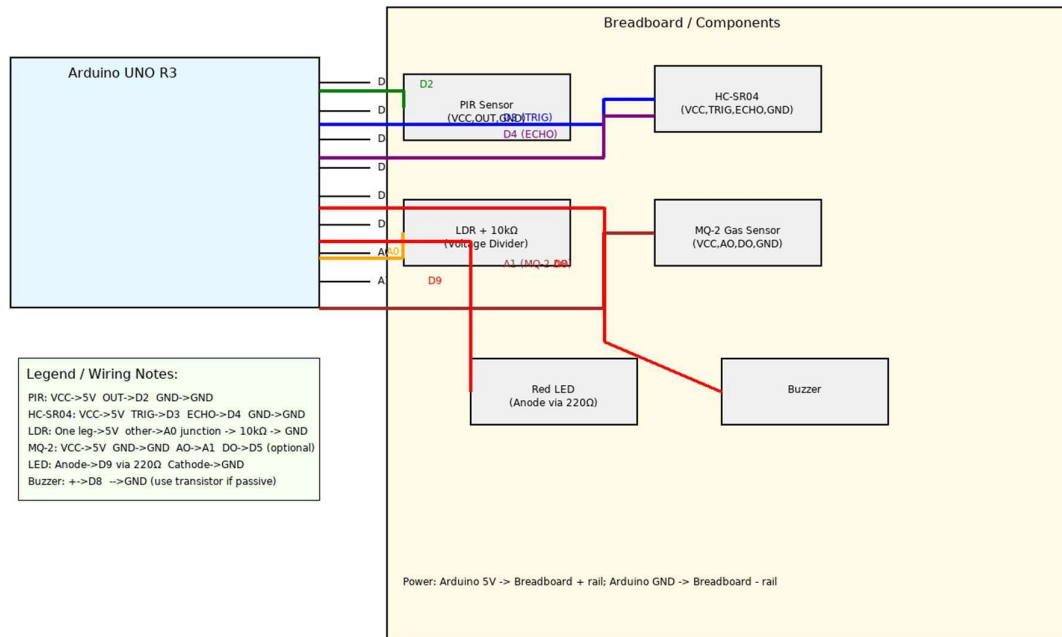 Breadboard / Components
Arduino UNO R3
D
D
D
D
D
D
A
A
D2
PIR Sensor
(VCC,OUT,GND)
D3 (TRIG)
D4 (ECHO)
HC-SR04
(VCC,TRIG,ECHO,GND)
LDR + 10kΩ
(Voltage Divider)
A0
A1 (MQ-2 AO)
D9
MQ-2 Gas Sensor
(VCC,AO,DO,GND)
Red LED
(Anode via 220Ω)
Buzzer
Legend / Wiring Notes:
PIR: VCC->5V OUT->D2 GND->GND
HC-SR04: VCC->5V TRIG->D3 ECHO->D4 GND->GND
LDR: One leg->5V other->A0 junction -> 10kΩ -> GND
MQ-2: VCC->5V GND->GND AO->A1 DO->D5 (optional)
LED: Anode->D9 via 220Ω Cathode->GND
Buzzer: +->D8 -->GND (use transistor if passive)
Power: Arduino 5V -> Breadboard + rail; Arduino GND -> Breadboard - rail